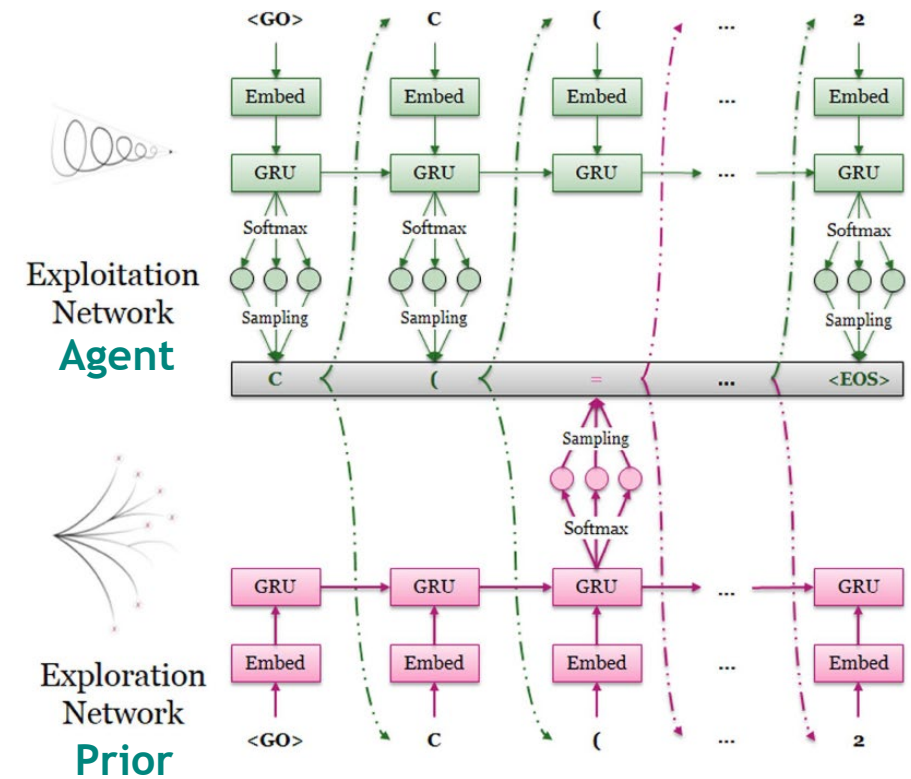 <GO> C ( ... 2
Embed Embed Embed ... Embed
GRU GRU GRU ... GRU
Softmax Softmax Softmax
Sampling Sampling Sampling
Exploitation
Network
Agent
C ( = ... <EOS>
Sampling
Softmax
GRU GRU GRU ... GRU
Embed Embed Embed ... Embed
Exploration
Network
Prior
<GO> C ( ... 2